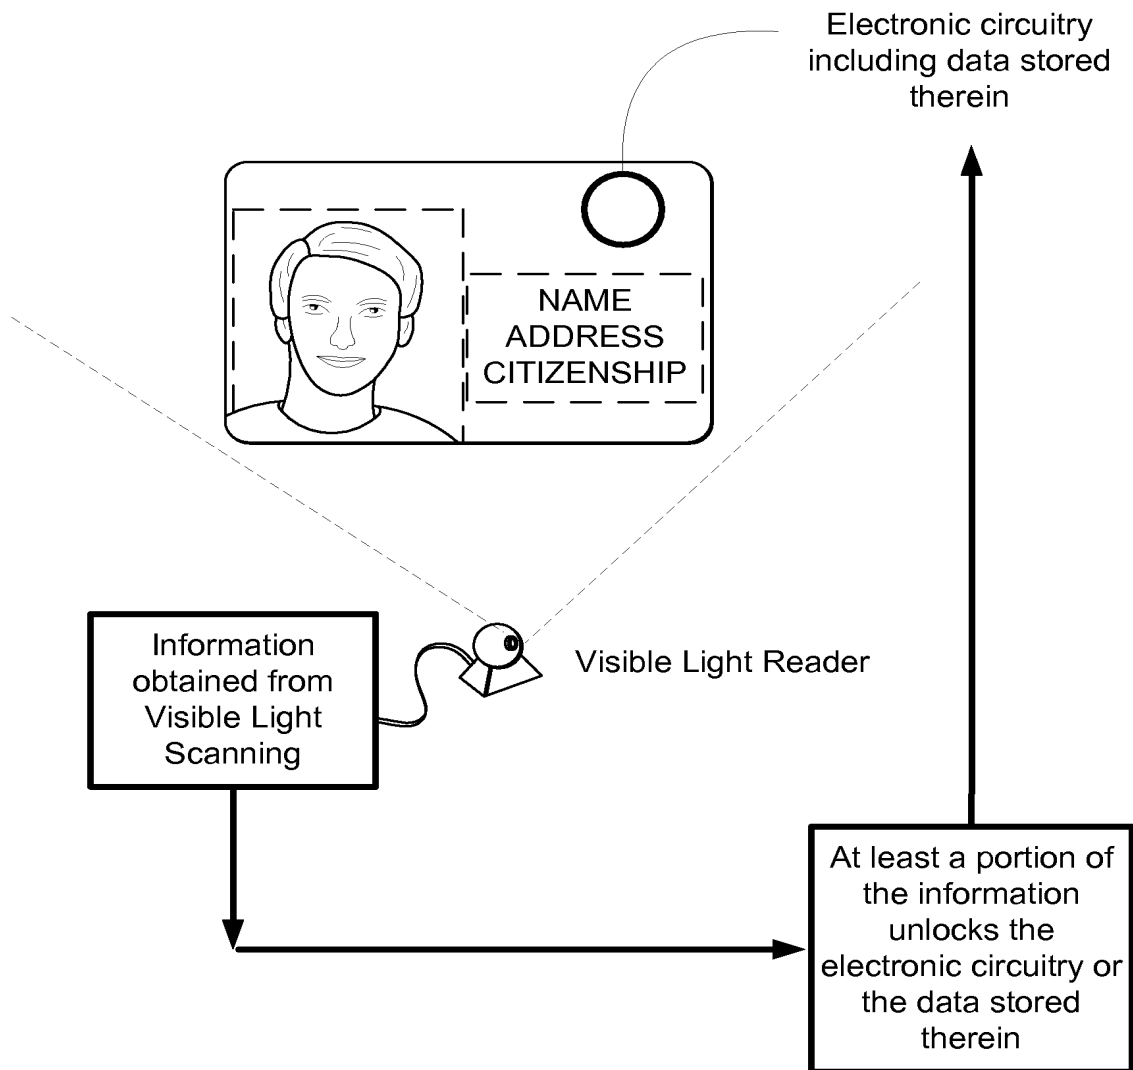 Electronic circuitry
including data stored
therein
NAME
ADDRESS
CITIZENSHIP
Information
obtained from
Visible Light
Scanning
Visible Light Reader
At least a portion of
the information
unlocks the
electronic circuitry or
the data stored
therein